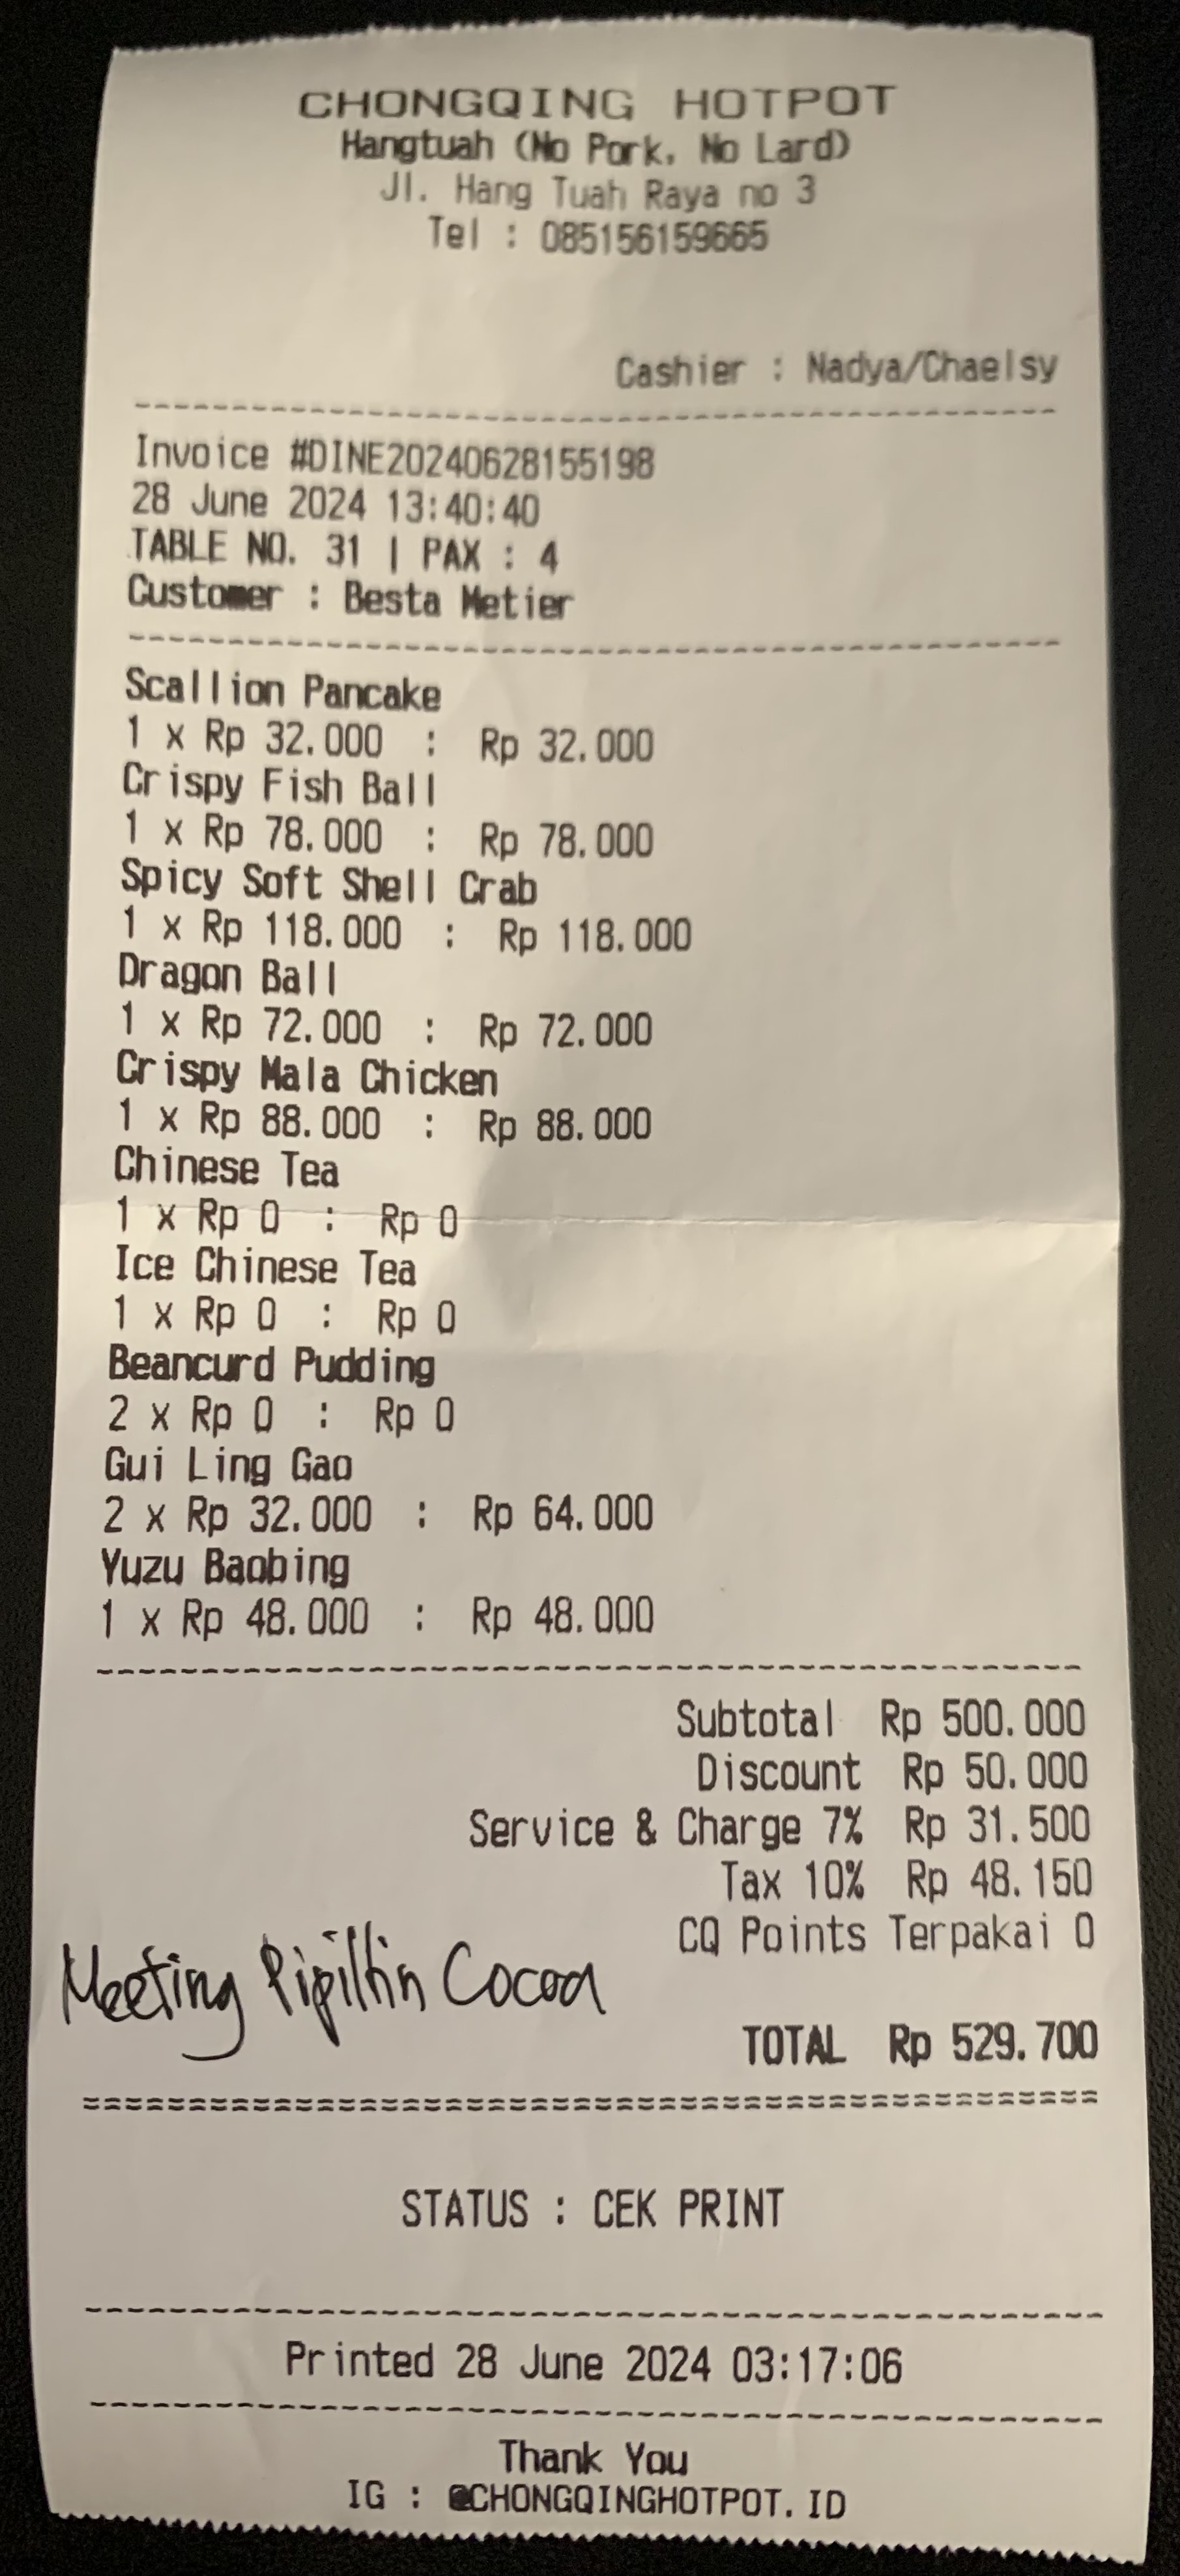 CHONGQING HOTPOT
Hangtuah (No Pork, No Lard)
Jl. Hang Tuah Raya no 3
Tel : 085156159665
Cashier : Nadya/Chaelsy
Invoice #DINE20240628155198
28 June 2024 13:40:40
TABLE NO. 31 | PAX : 4
Customer : Besta Metier
Scallion Pancake
1 x Rp 32.000 : Rp 32.000
Crispy Fish Ball
1 x Rp 78.000 : Rp 78.000
Spicy Soft Shell Crab
1 x Rp 118.000 : Rp 118.000
Dragon Ball
1 x Rp 72.000 : Rp 72.000
Crispy Mala Chicken
1 x Rp 88.000 : Rp 88.000
Chinese Tea
1 x Rp 0 : Rp 0
Ice Chinese Tea
1 x Rp 0 : Rp 0
Beancurd Pudding
2 x Rp 0 : Rp 0
Gui Ling Gao
2 x Rp 32.000 : Rp 64.000
Yuzu Baobing
1 x Rp 48.000 : Rp 48.000
Subtotal Rp 500.000
Discount Rp 50.000
Service & Charge 7% Rp 31.500
Tax 10% Rp 48.150
CQ Points Terpakai 0
Meeting Pipiltin Cocoa
TOTAL Rp 529.700
STATUS : CEK PRINT
Printed 28 June 2024 03:17:06
Thank You
IG : @CHONGQINGHOTPOT.ID